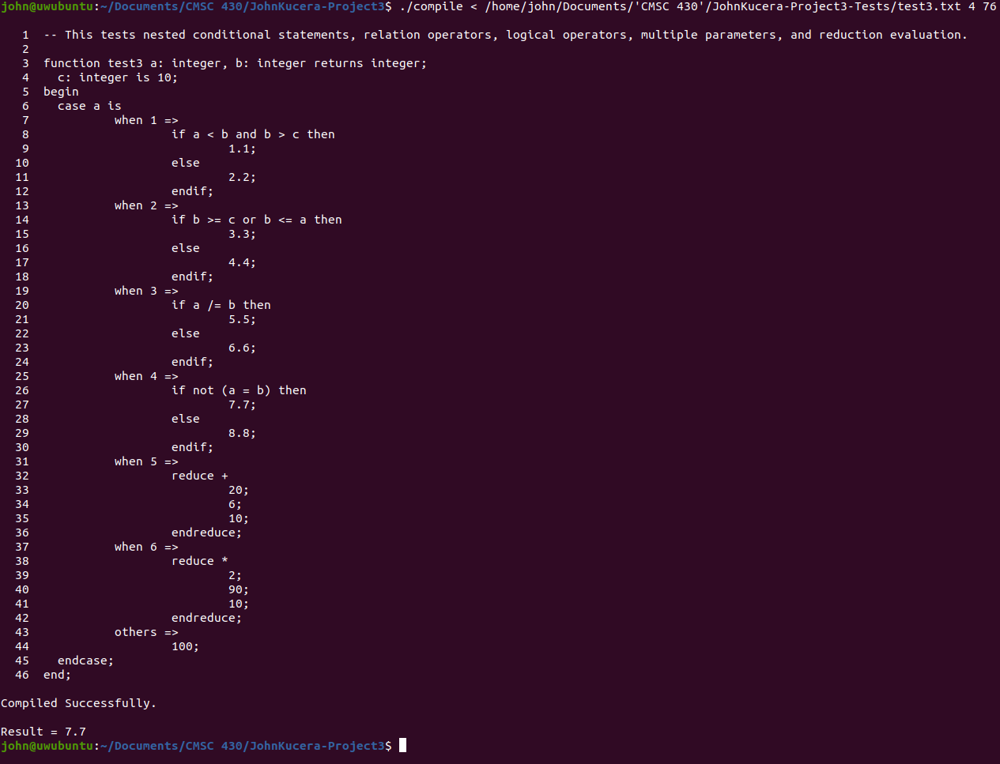 john@uwubuntu:~/Documents/CMSC 430/JohnKucera-Project3$ ./compile < /home/john/Documents/'CMSC 430'/JohnKucera-Project3-Tests/test3.txt 4 76

   1  -- This tests nested conditional statements, relation operators, logical operators, multiple parameters, and reduction evaluation.
   2
   3  function test3 a: integer, b: integer returns integer;
   4    c: integer is 10;
   5  begin
   6    case a is
   7            when 1 =>
   8                    if a < b and b > c then
   9                            1.1;
  10                    else
  11                            2.2;
  12                    endif;
  13            when 2 =>
  14                    if b >= c or b <= a then
  15                            3.3;
  16                    else
  17                            4.4;
  18                    endif;
  19            when 3 =>
  20                    if a /= b then
  21                            5.5;
  22                    else
  23                            6.6;
  24                    endif;
  25            when 4 =>
  26                    if not (a = b) then
  27                            7.7;
  28                    else
  29                            8.8;
  30                    endif;
  31            when 5 =>
  32                    reduce +
  33                            20;
  34                            6;
  35                            10;
  36                    endreduce;
  37            when 6 =>
  38                    reduce *
  39                            2;
  40                            90;
  41                            10;
  42                    endreduce;
  43            others =>
  44                    100;
  45    endcase;
  46  end;

Compiled Successfully.

Result = 7.7
john@uwubuntu:~/Documents/CMSC 430/JohnKucera-Project3$